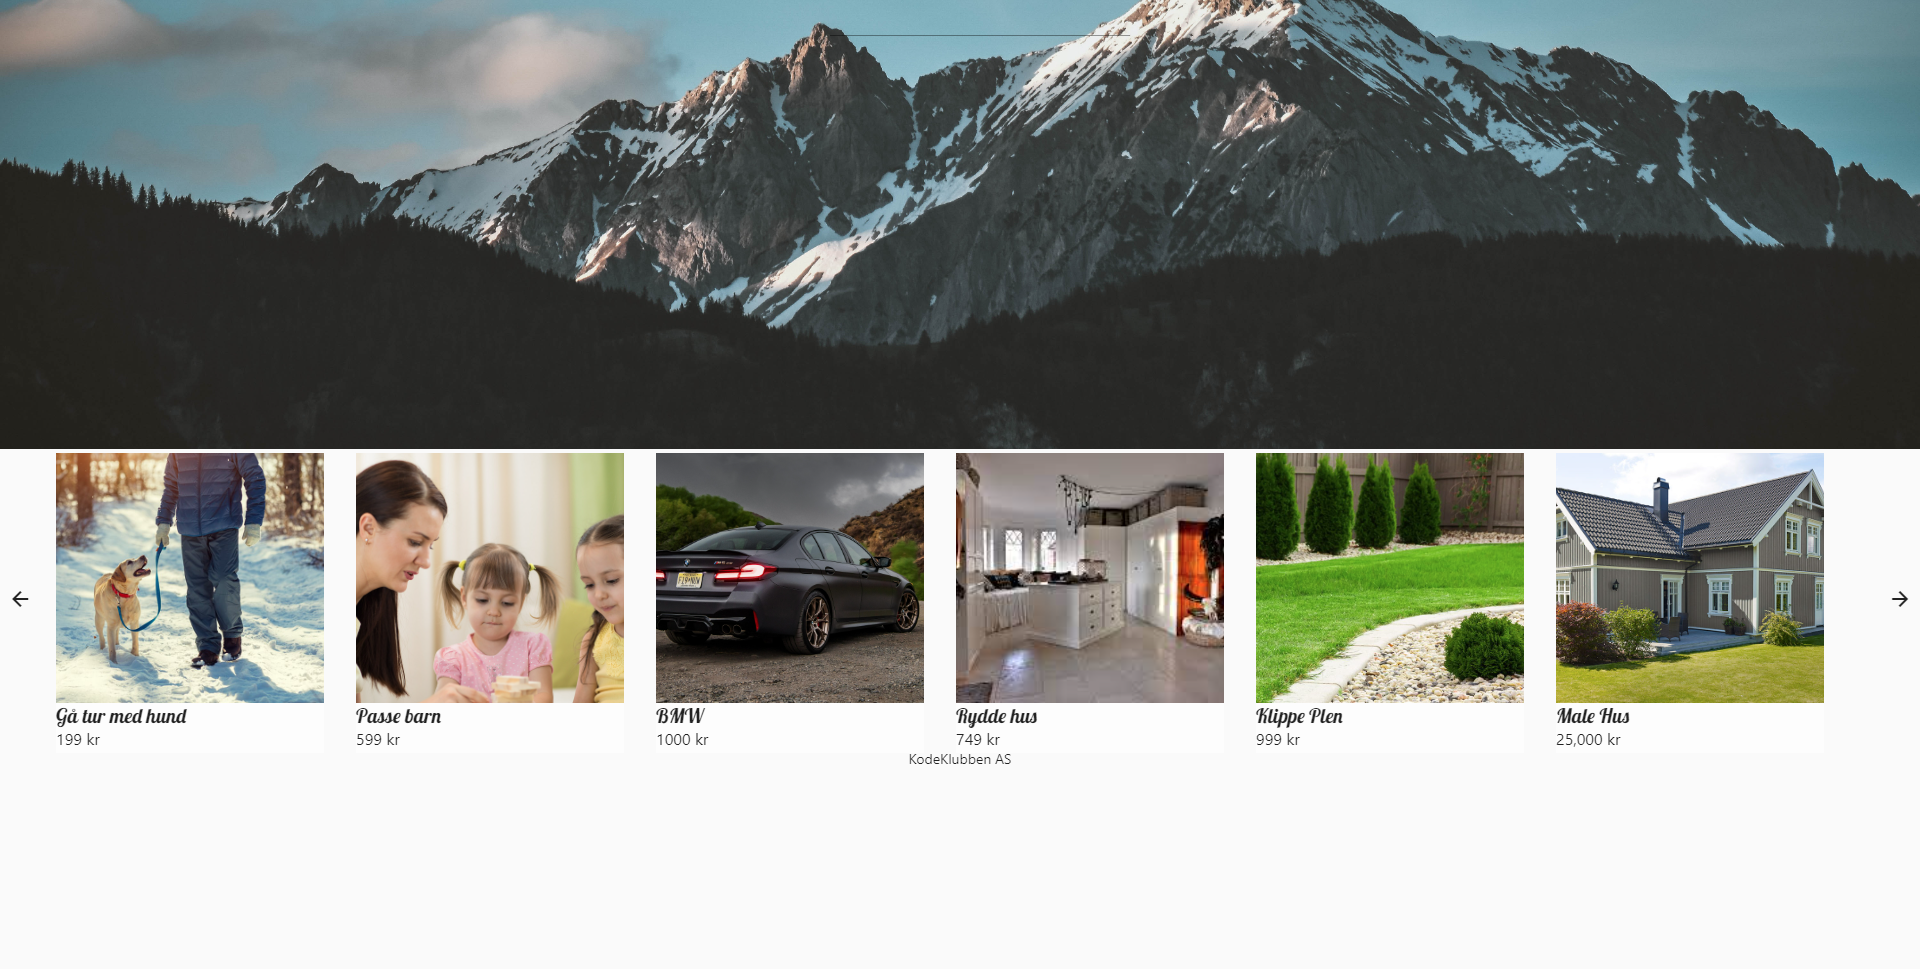 Gå tur med hund
199 kr
Passe barn
599 kr
BMW
1000 kr
Rydde hus
749 kr
Klippe Plen
999 kr
Male Hus
25,000 kr
KodeKlubben AS